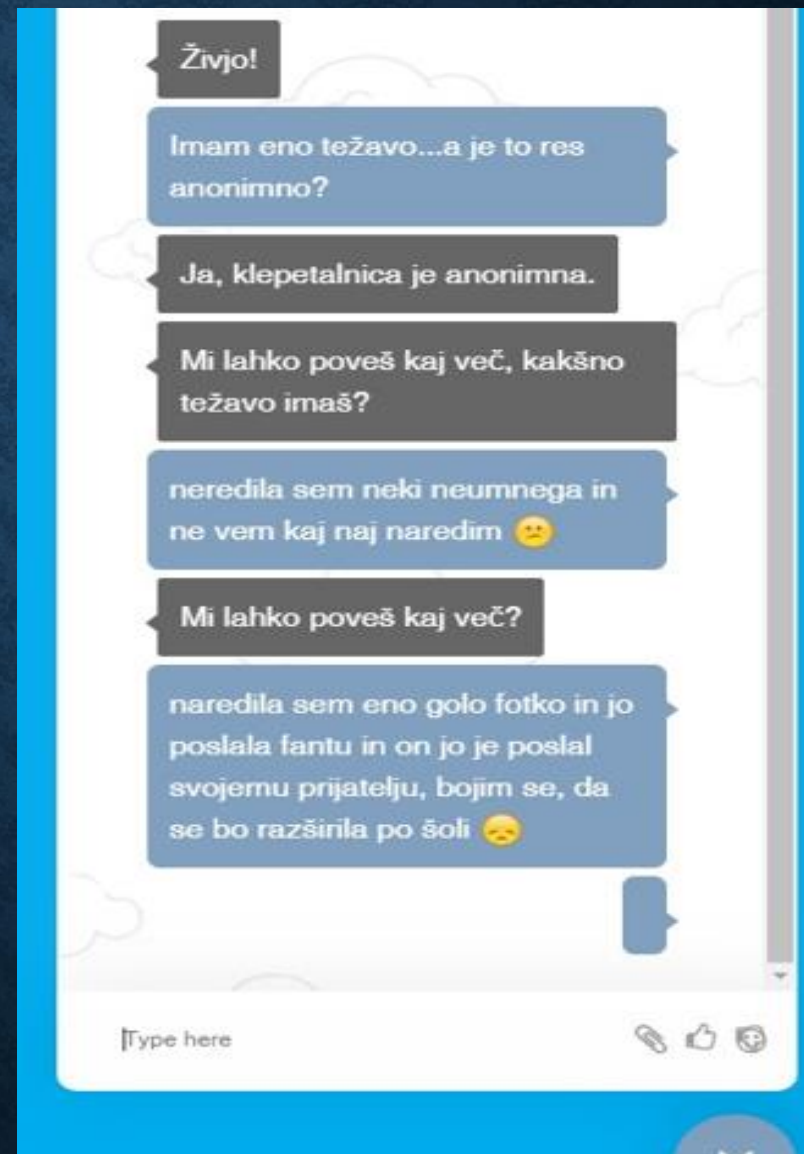 Živjo!
Imam eno težavo...a je to res
anonimno?
Ja, klepetalnica je anonimna.
Mi lahko poveš kaj več, kakšno
težavo imaš?
neredila sem neki neumnega in
ne vem kaj naj naredim 😕
Mi lahko poveš kaj več?
naredila sem eno golo fotko in jo
poslala fantu in on jo je poslal
svojemu prijatelju, bojim se, da
se bo razširila po šoli 😞
Type here